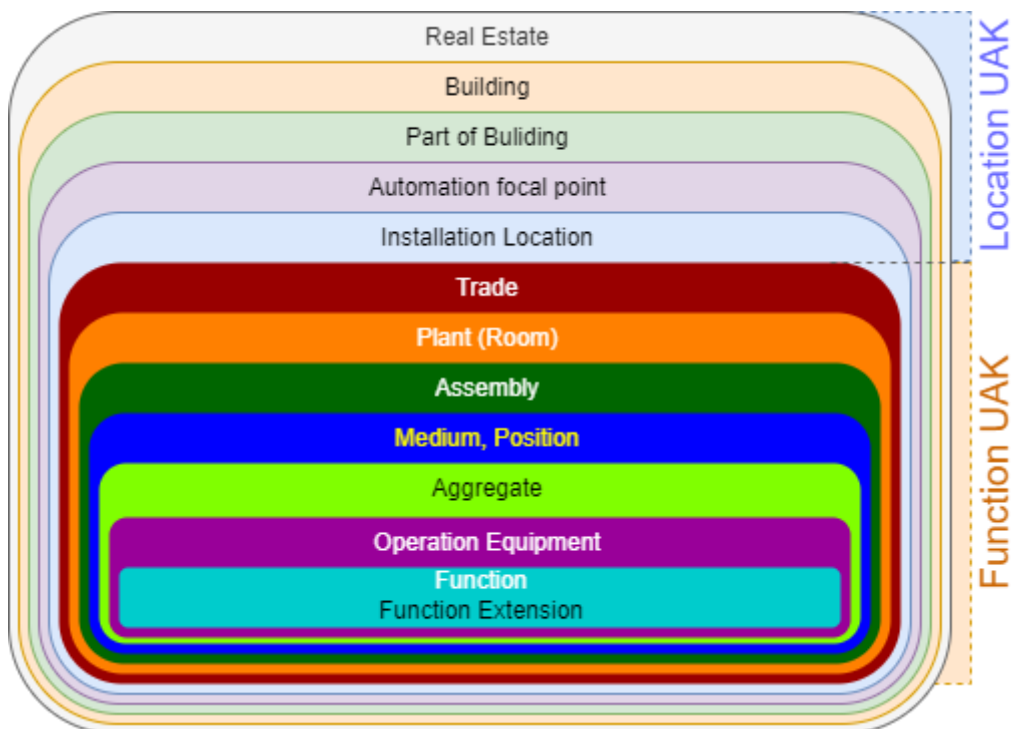 Real Estate
Building
Part of Buliding
Automation focal point
Installation Location
Trade
Plant (Room)
Assembly
Medium, Position
Aggregate
Operation Equipment
Function
Function Extension
Location UAK
Function UAK